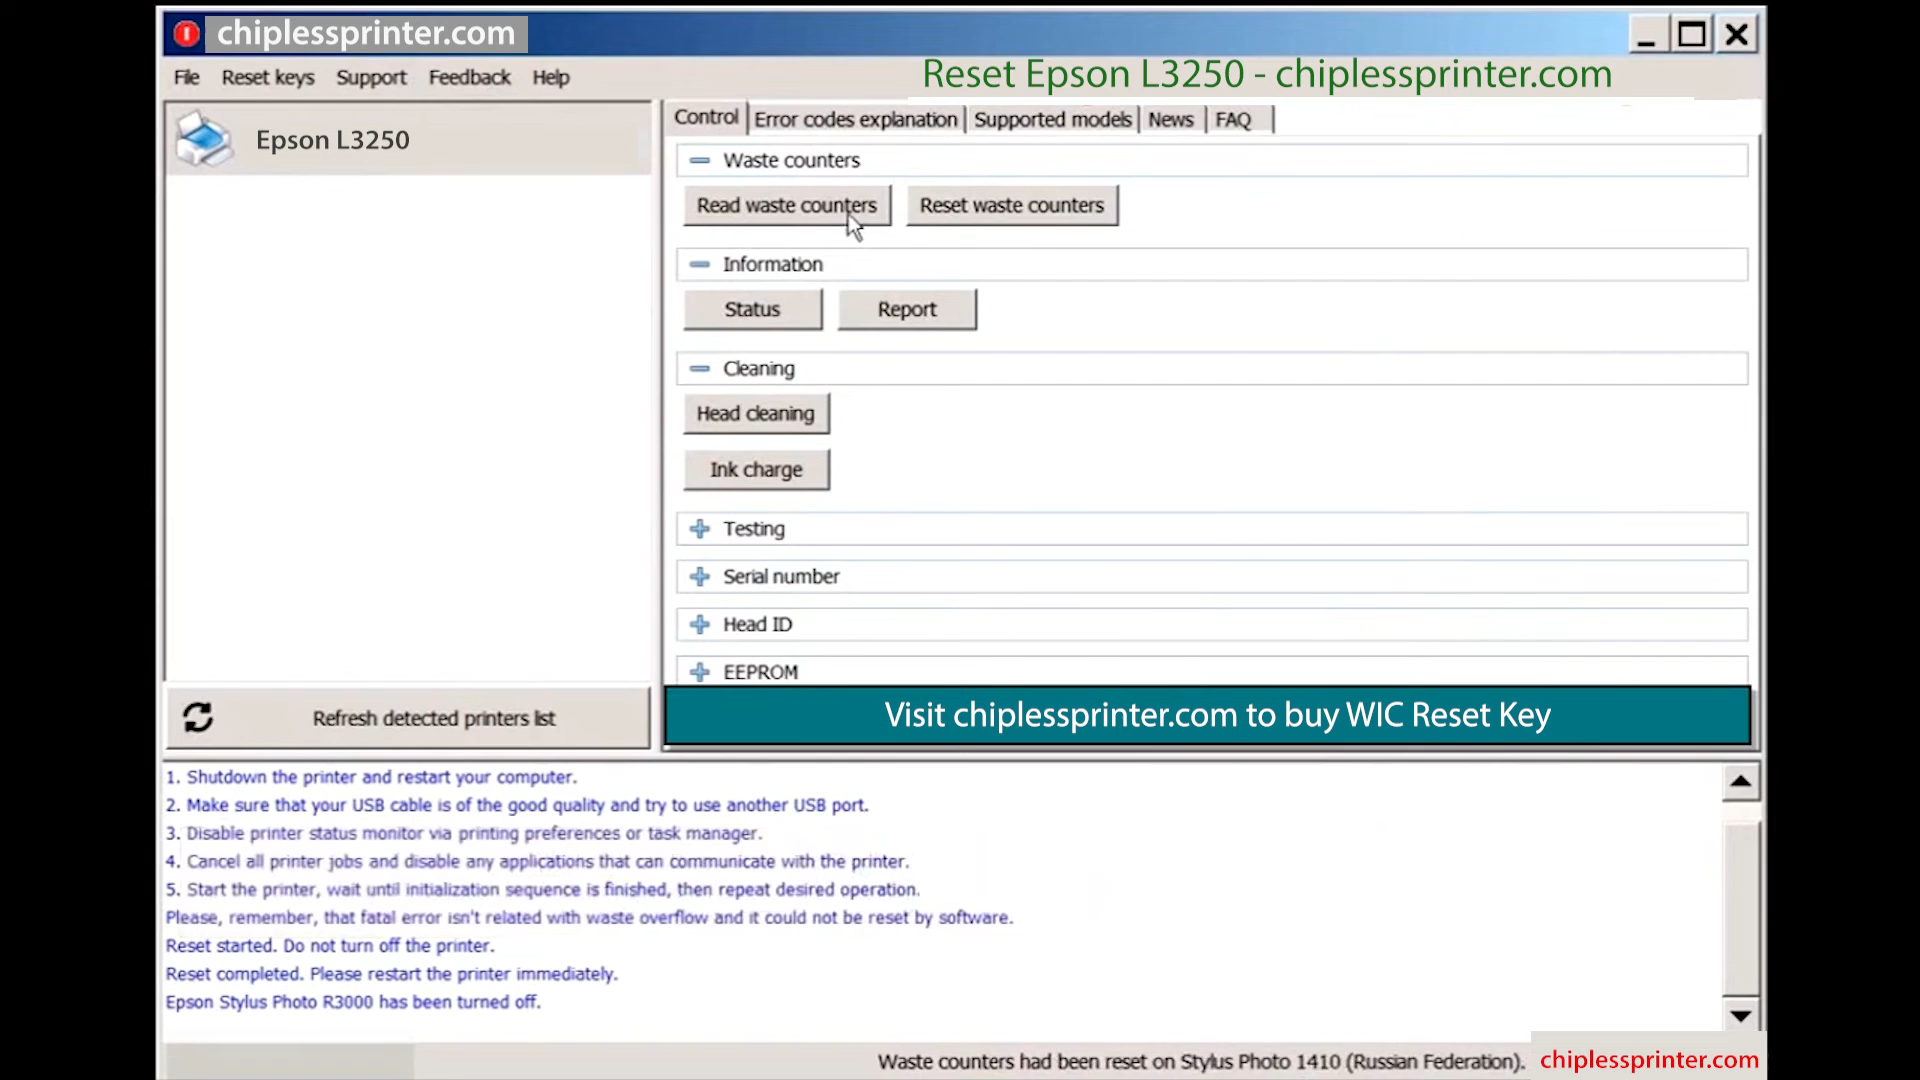 chiplessprinter.com
File Reset keys Support Feedback Help
Reset Epson L3250 - chiplessprinter.com
Epson L3250
Control Error codes explanation Supported models News FAQ
Waste counters
Read waste counters Reset waste counters
Information
Status Report
Cleaning
Head cleaning
Ink charge
Testing
Serial number
Head ID
EEPROM
Refresh detected printers list
Visit chiplessprinter.com to buy WIC Reset Key
1. Shutdown the printer and restart your computer.
2. Make sure that your USB cable is of the good quality and try to use another USB port.
3. Disable printer status monitor via printing preferences or task manager.
4. Cancel all printer jobs and disable any applications that can communicate with the printer.
5. Start the printer, wait until initialization sequence is finished, then repeat desired operation.
Please, remember, that fatal error isn't related with waste overflow and it could not be reset by software.
Reset started. Do not turn off the printer.
Reset completed. Please restart the printer immediately.
Epson Stylus Photo R3000 has been turned off.
Waste counters had been reset on Stylus Photo 1410 (Russian Federation).
chiplessprinter.com